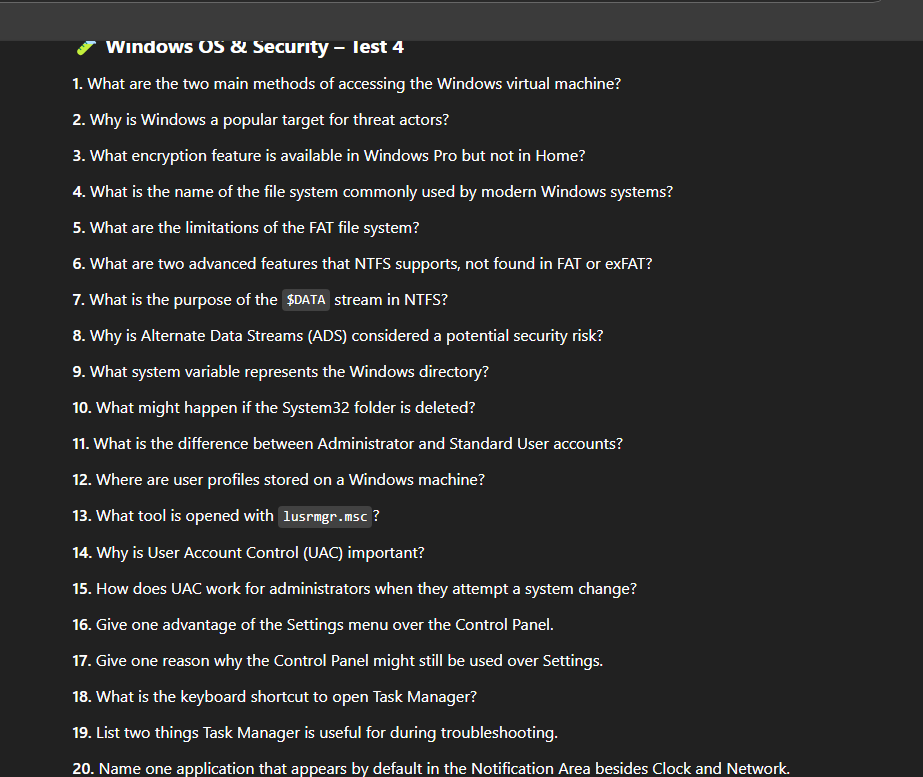 Windows OS & Security – Test 4
1. What are the two main methods of accessing the Windows virtual machine?
2. Why is Windows a popular target for threat actors?
3. What encryption feature is available in Windows Pro but not in Home?
4. What is the name of the file system commonly used by modern Windows systems?
5. What are the limitations of the FAT file system?
6. What are two advanced features that NTFS supports, not found in FAT or exFAT?
7. What is the purpose of the $DATA stream in NTFS?
8. Why is Alternate Data Streams (ADS) considered a potential security risk?
9. What system variable represents the Windows directory?
10. What might happen if the System32 folder is deleted?
11. What is the difference between Administrator and Standard User accounts?
12. Where are user profiles stored on a Windows machine?
13. What tool is opened with lusrmgr.msc?
14. Why is User Account Control (UAC) important?
15. How does UAC work for administrators when they attempt a system change?
16. Give one advantage of the Settings menu over the Control Panel.
17. Give one reason why the Control Panel might still be used over Settings.
18. What is the keyboard shortcut to open Task Manager?
19. List two things Task Manager is useful for during troubleshooting.
20. Name one application that appears by default in the Notification Area besides Clock and Network.